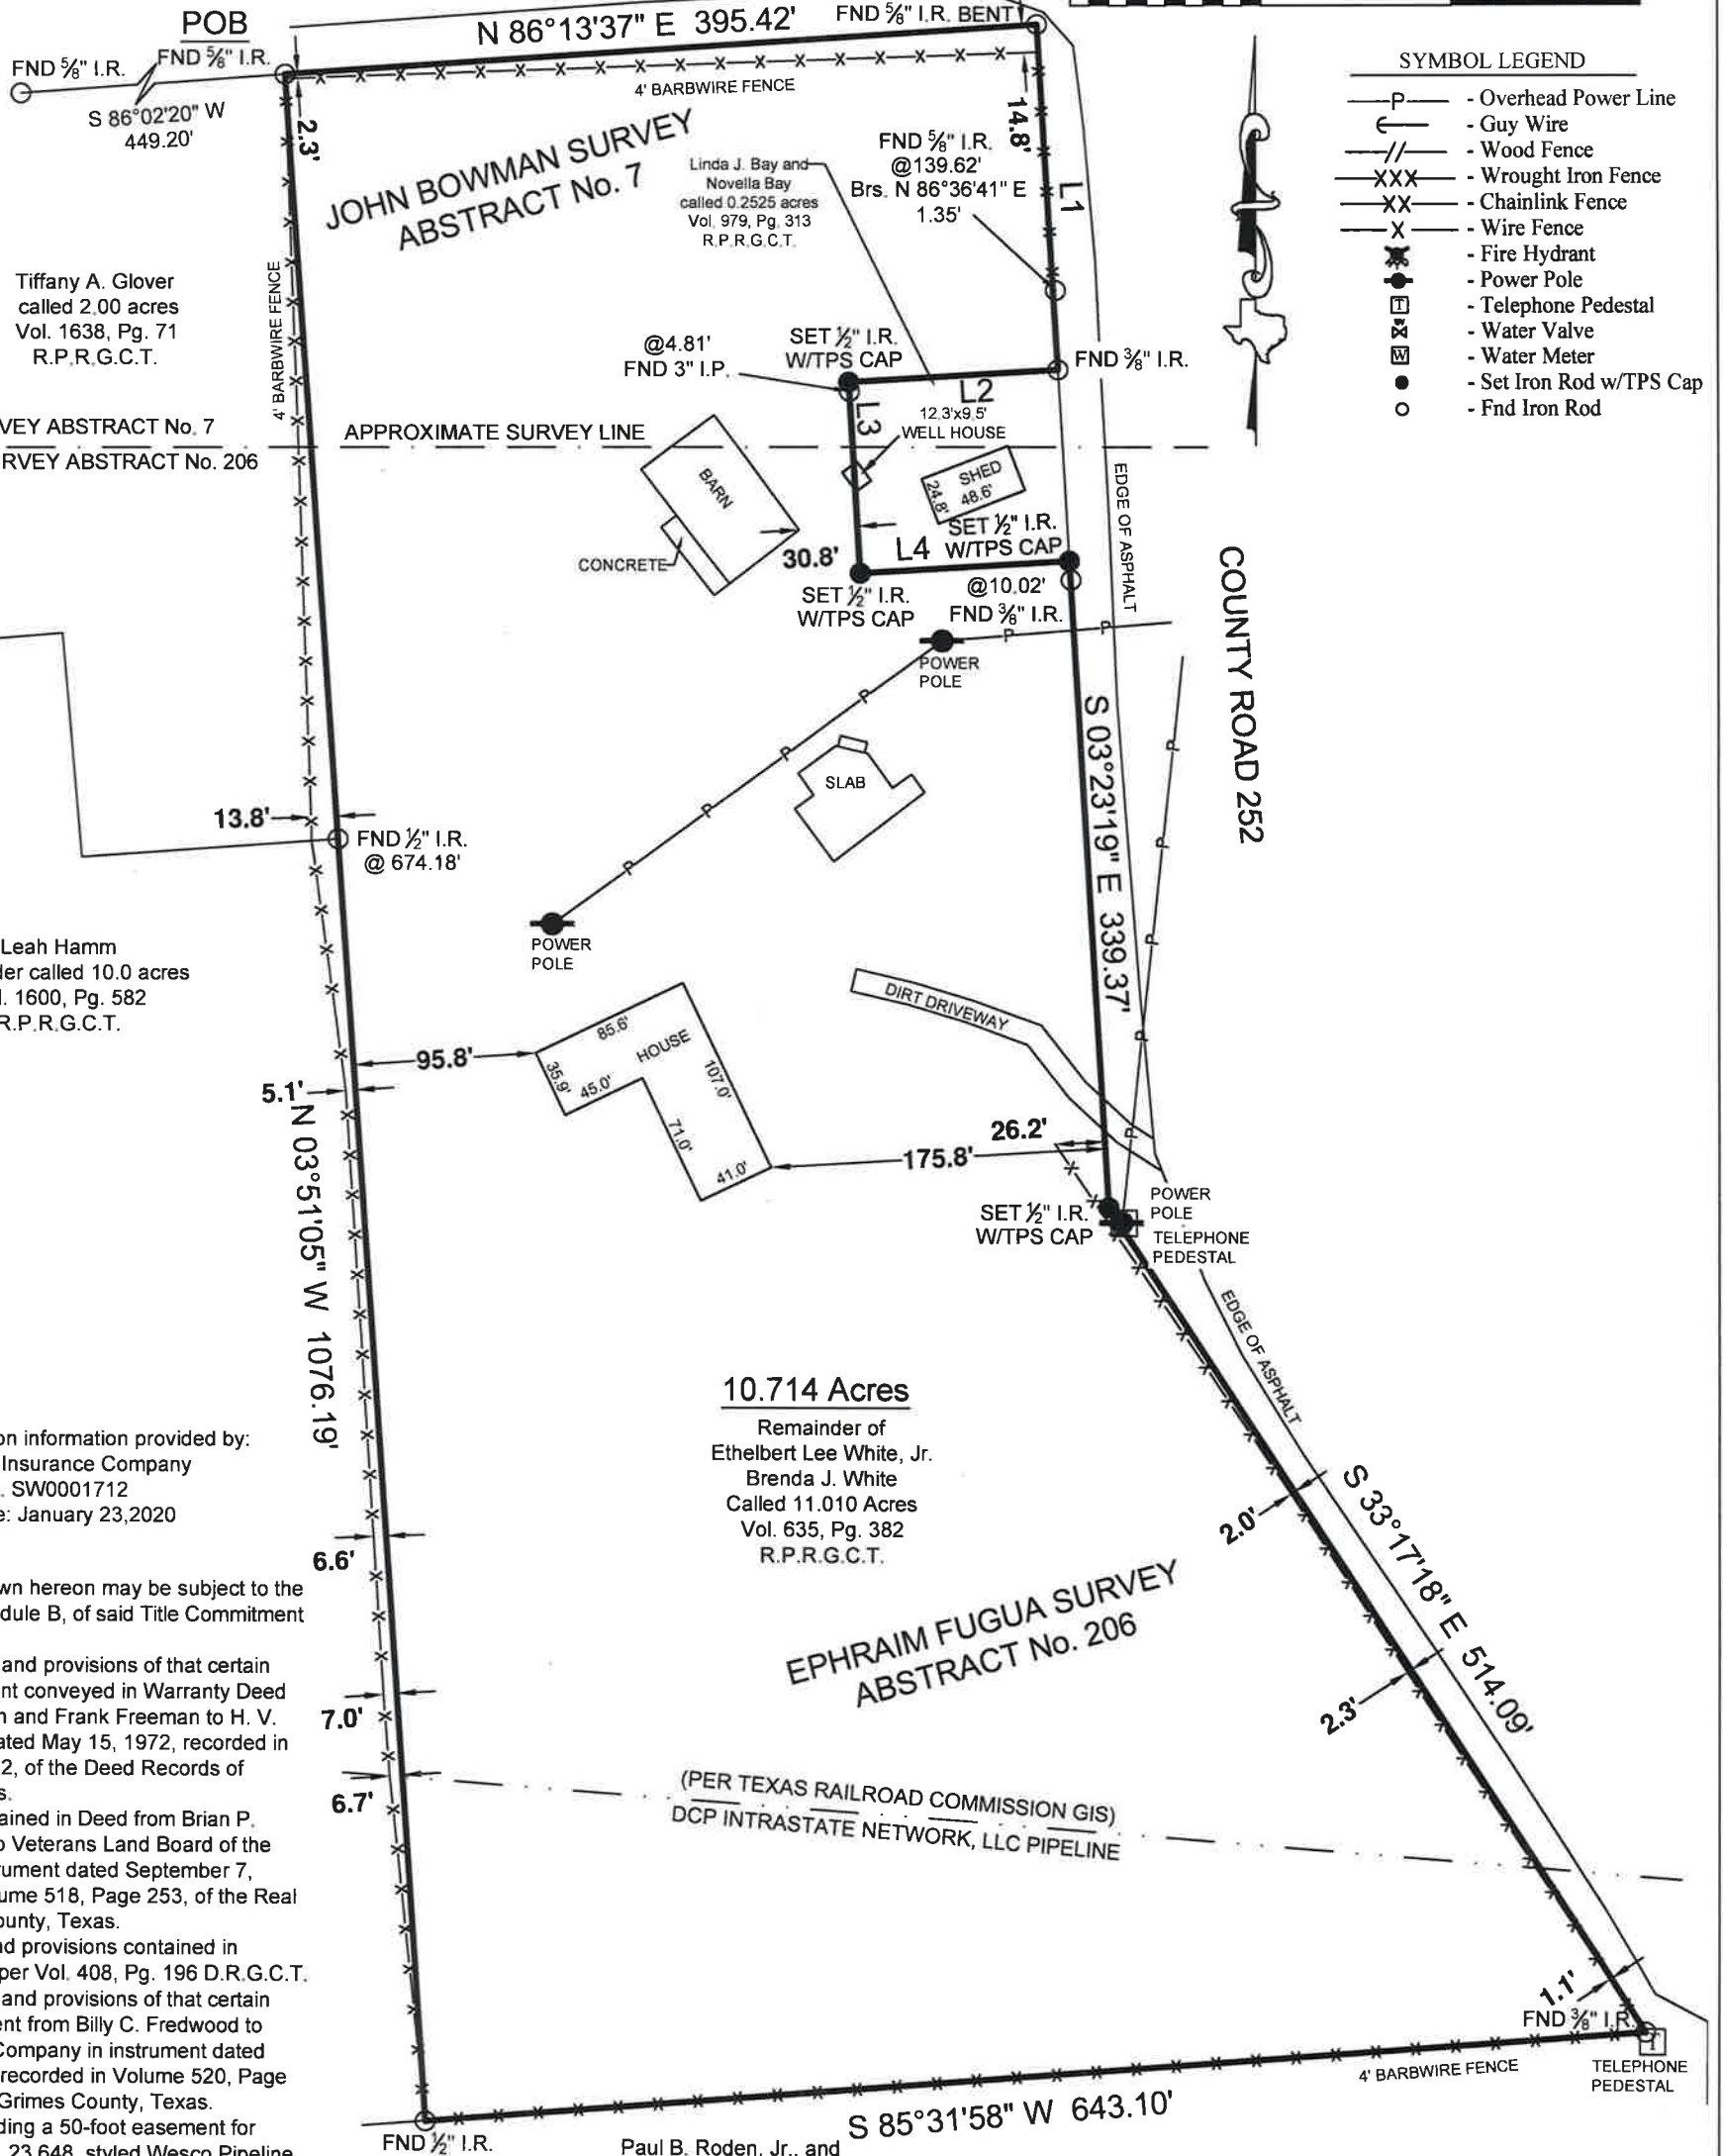 POB
FND ⅝" I.R.
FND ⅝" I.R.
S 86°02'20" W
449.20'
N 86°13'37" E 395.42'
FND ⅝" I.R. BENT
4' BARBWIRE FENCE
2.3'
14.8'
JOHN BOWMAN SURVEY
ABSTRACT No. 7
Linda J. Bay and
Novella Bay
called 0.2525 acres
Vol. 979, Pg. 313
R.P.R.G.C.T.
FND ⅝" I.R.
@139.62'
Brs. N 86°36'41" E
1.35'
L1
SYMBOL LEGEND
P - Overhead Power Line
- Guy Wire
// - Wood Fence
XXX - Wrought Iron Fence
XX - Chainlink Fence
X - Wire Fence
- Fire Hydrant
- Power Pole
T - Telephone Pedestal
- Water Valve
W - Water Meter
- Set Iron Rod w/TPS Cap
- Fnd Iron Rod
Tiffany A. Glover
called 2.00 acres
Vol. 1638, Pg. 71
R.P.R.G.C.T.
4' BARBWIRE FENCE
@4.81'
FND 3" I.P.
SET ½" I.R.
W/TPS CAP
FND ⅜" I.R.
L2
L3
12.3'x9.5'
WELL HOUSE
VEY ABSTRACT No. 7
APPROXIMATE SURVEY LINE
RVEY ABSTRACT No. 206
BARN
CONCRETE
SHED
24.8'
48.6'
30.8'
L4
SET ½" I.R.
W/TPS CAP
SET ½" I.R.
W/TPS CAP
@10.02'
FND ⅜" I.R.
EDGE OF ASPHALT
COUNTY ROAD 252
P
P
POWER
POLE
P
P
P
P
SLAB
S 03°23'19" E 339.37'
P
P
P
P
P
13.8'
FND ½" I.R.
@ 674.18'
POWER
POLE
Leah Hamm
der called 10.0 acres
l. 1600, Pg. 582
R.P.R.G.C.T.
DIRT DRIVEWAY
95.8'
HOUSE
85.6'
35.9'
45.0'
107.0'
71.0'
41.0'
5.1'
N 03°51'05" W 1076.19'
26.2'
175.8'
SET ½" I.R.
W/TPS CAP
POWER
POLE
TELEPHONE
PEDESTAL
EDGE OF ASPHALT
10.714 Acres
Remainder of
Ethelbert Lee White, Jr.
Brenda J. White
Called 11.010 Acres
Vol. 635, Pg. 382
R.P.R.G.C.T.
on information provided by:
Insurance Company
. SW0001712
e: January 23,2020
6.6'
2.0'
S 33°17'18" E 514.09'
EPHRAIM FUGUA SURVEY
ABSTRACT No. 206
wn hereon may be subject to the
dule B, of said Title Commitment
and provisions of that certain
nt conveyed in Warranty Deed
n and Frank Freeman to H. V.
ated May 15, 1972, recorded in
2, of the Deed Records of
s.
ained in Deed from Brian P.
o Veterans Land Board of the
rument dated September 7,
ume 518, Page 253, of the Real
ounty, Texas.
nd provisions contained in
per Vol. 408, Pg. 196 D.R.G.C.T.
and provisions of that certain
ent from Billy C. Fredwood to
Company in instrument dated
recorded in Volume 520, Page
Grimes County, Texas.
ding a 50-foot easement for
23,648, styled Wesco Pipeline
7.0'
2.3'
6.7'
(PER TEXAS RAILROAD COMMISSION GIS)
DCP INTRASTATE NETWORK, LLC PIPELINE
1.1'
FND ⅜" I.R.
T
TELEPHONE
PEDESTAL
4' BARBWIRE FENCE
S 85°31'58" W 643.10'
FND ½" I.R.
Paul B. Roden, Jr., and